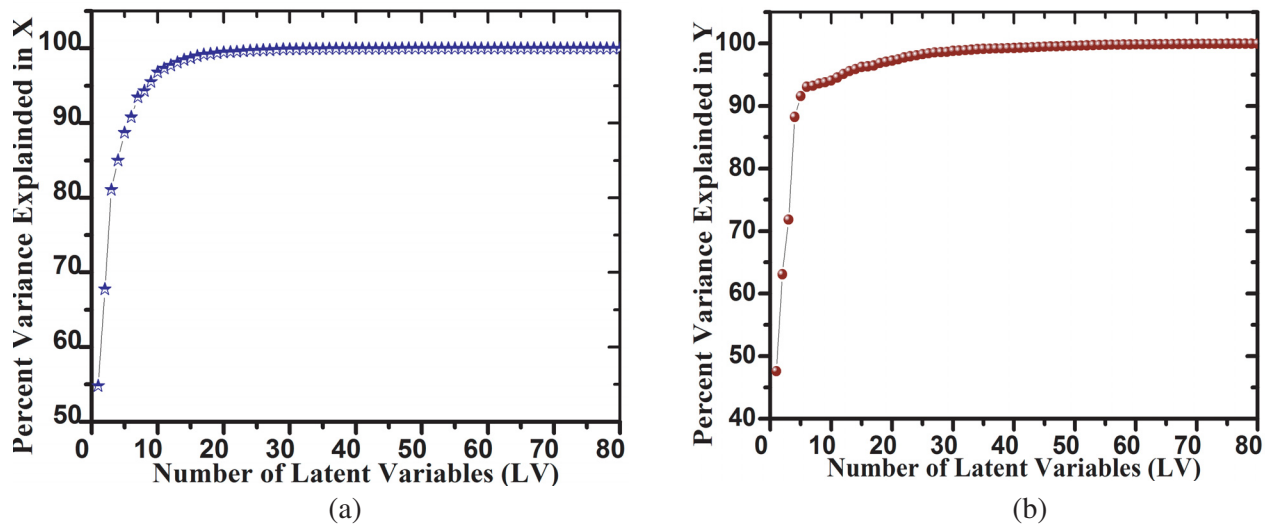 Percent Variance Explainded in X
100
90
80
70
60
50
0 10 20 30 40 50 60 70 80
Number of Latent Variables (LV)
(a)
Percent Variance Explainded in Y
100
90
80
70
60
50
40
0 10 20 30 40 50 60 70 80
Number of Latent Variables (LV)
(b)